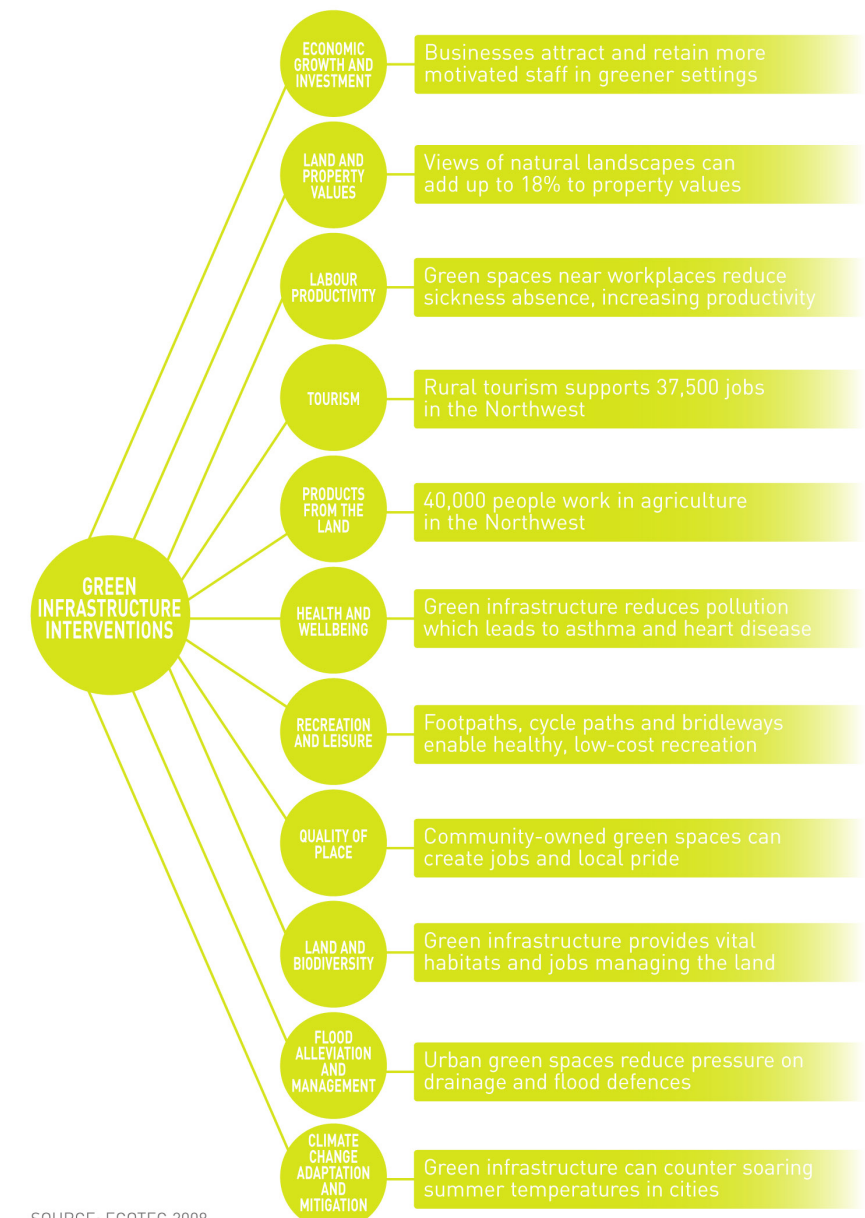 ECONOMIC
GROWTH AND
INVESTMENT
Businesses attract and retain more
motivated staff in greener settings
LAND AND
PROPERTY
VALUES
Views of natural landscapes can
add up to 18% to property values
LABOUR
PRODUCTIVITY
Green spaces near workplaces reduce
sickness absence, increasing productivity
TOURISM
Rural tourism supports 37,500 jobs
in the Northwest
PRODUCTS
FROM THE
LAND
40,000 people work in agriculture
in the Northwest
GREEN
INFRASTRUCTURE
INTERVENTIONS
HEALTH AND
WELLBEING
Green infrastructure reduces pollution
which leads to asthma and heart disease
RECREATION
AND LEISURE
Footpaths, cycle paths and bridleways
enable healthy, low-cost recreation
QUALITY OF
PLACE
Community-owned green spaces can
create jobs and local pride
LAND AND
BIODIVERSITY
Green infrastructure provides vital
habitats and jobs managing the land
FLOOD
ALLEVIATION
AND
MANAGEMENT
Urban green spaces reduce pressure on
drainage and flood defences
CLIMATE
CHANGE
ADAPTATION
AND
MITIGATION
Green infrastructure can counter soaring
summer temperatures in cities
SOURCE: ECOTEC 2008